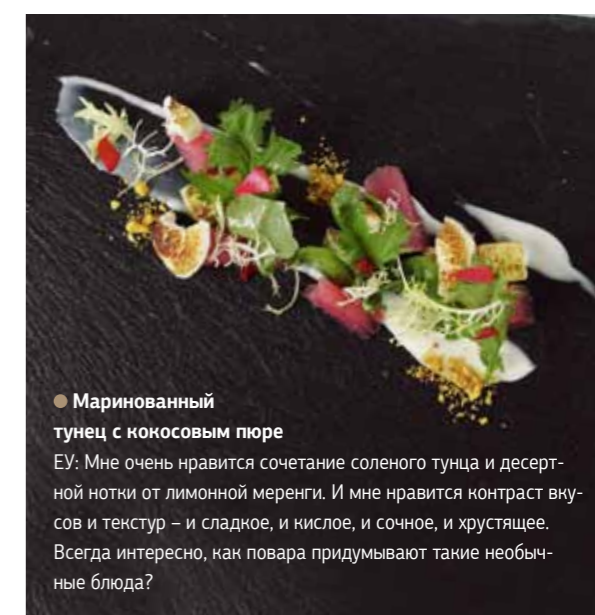 ● Маринованный
тунец с кокосовым пюре
ЕУ: Мне очень нравится сочетание соленого тунца и десерт-
ной нотки от лимонной меренги. И мне нравится контраст вку-
сов и текстур – и сладкое, и кислое, и сочное, и хрустящее.
Всегда интересно, как повара придумывают такие необыч-
ные блюда?